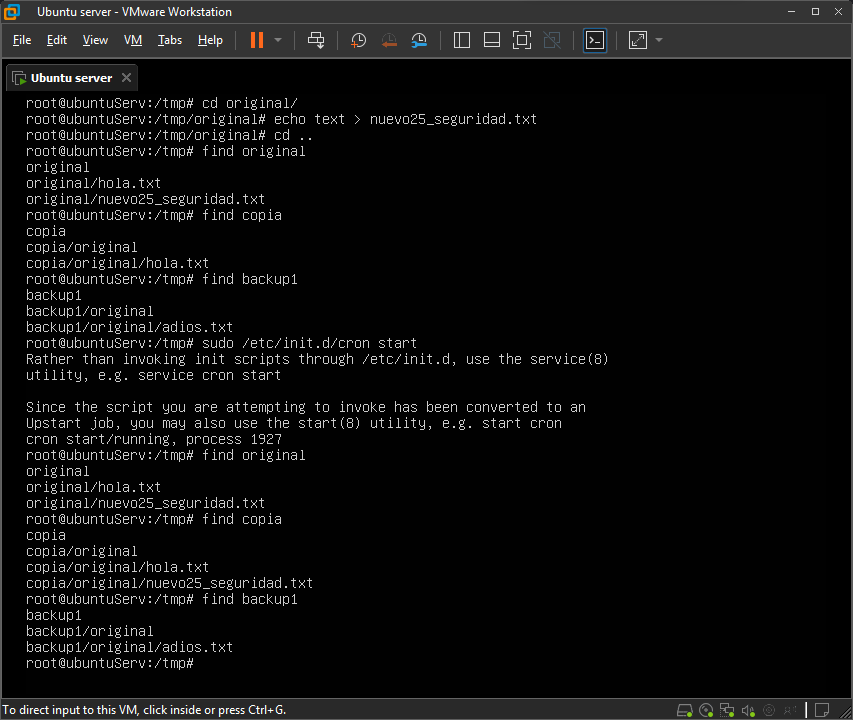 Ubuntu server - VMware Workstation
File Edit View VM Tabs Help
Ubuntu server
root@ubuntuServ:/tmp# cd original/
root@ubuntuServ:/tmp/original# echo text > nuevo25_seguridad.txt
root@ubuntuServ:/tmp/original# cd ..
root@ubuntuServ:/tmp# find original
original
original/hola.txt
original/nuevo25_seguridad.txt
root@ubuntuServ:/tmp# find copia
copia
copia/original
copia/original/hola.txt
root@ubuntuServ:/tmp# find backup1
backup1
backup1/original
backup1/original/adios.txt
root@ubuntuServ:/tmp# sudo /etc/init.d/cron start
Rather than invoking init scripts through /etc/init.d, use the service(8)
utility, e.g. service cron start
Since the script you are attempting to invoke has been converted to an
Upstart job, you may also use the start(8) utility, e.g. start cron
cron start/running, process 1927
root@ubuntuServ:/tmp# find original
original
original/hola.txt
original/nuevo25_seguridad.txt
root@ubuntuServ:/tmp# find copia
copia
copia/original
copia/original/hola.txt
copia/original/nuevo25_seguridad.txt
root@ubuntuServ:/tmp# find backup1
backup1
backup1/original
backup1/original/adios.txt
root@ubuntuServ:/tmp#
To direct input to this VM, click inside or press Ctrl+G.